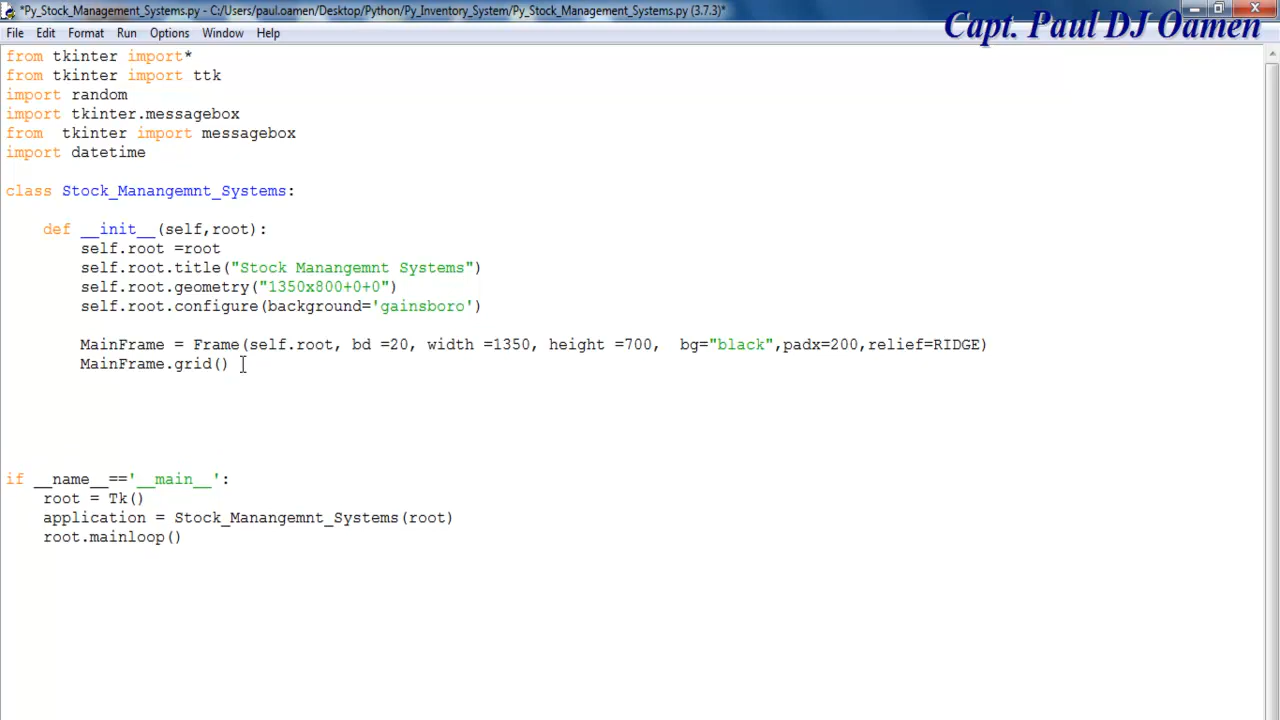 *Py_Stock_Management_Systems.py - C:/Users/paul.oamen/Desktop/Python/Py_Inventory_System/Py_Stock_Management_Systems.py (3.7.3)*
Capt. Paul DJ Oamen
File Edit Format Run Options Window Help
from tkinter import*
from tkinter import ttk
import random
import tkinter.messagebox
from  tkinter import messagebox
import datetime
class Stock_Manangemnt_Systems:
    def __init__(self,root):
        self.root =root
        self.root.title("Stock Manangemnt Systems")
        self.root.geometry("1350x800+0+0")
        self.root.configure(background='gainsboro')
        MainFrame = Frame(self.root, bd =20, width =1350, height =700,  bg="black",padx=200,relief=RIDGE)
        MainFrame.grid()
if __name__=='__main__':
    root = Tk()
    application = Stock_Manangemnt_Systems(root)
    root.mainloop()